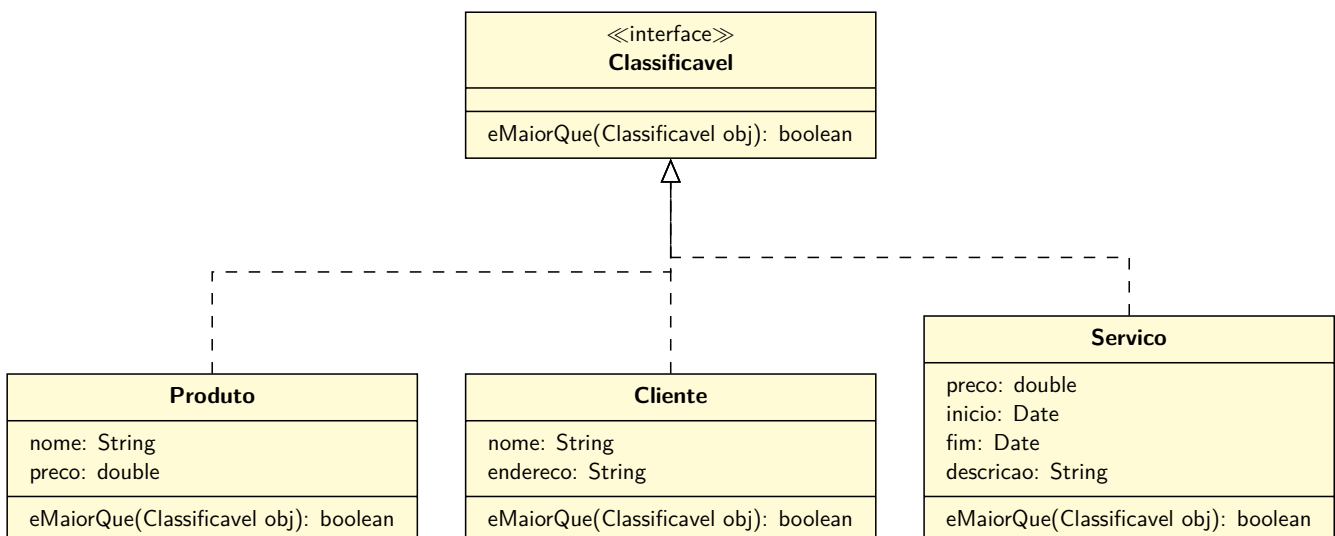 ≪interface≫
Classificavel
eMaiorQue(Classificavel obj): boolean
Produto
nome: String
preco: double
eMaiorQue(Classificavel obj): boolean
Cliente
nome: String
endereco: String
eMaiorQue(Classificavel obj): boolean
Servico
preco: double
inicio: Date
fim: Date
descricao: String
eMaiorQue(Classificavel obj): boolean